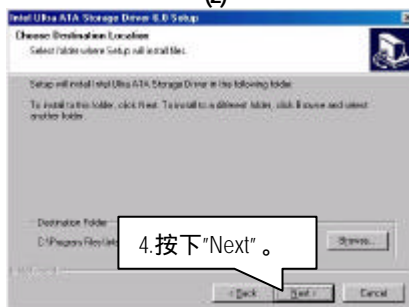 (2)
Intel Ultra ATA Storage Driver 6.0 Setup
Choose Destination Location
Select folder where Setup will install files.
Setup will install Intel Ultra ATA Storage Driver in the following folder.
To install to this folder, click Next. To install to a different folder, click Browse and select
another folder.
Destination Folder
C:\Program Files\Inte
Browse...
4.按下"Next" 。
< Back
Next >
Cancel